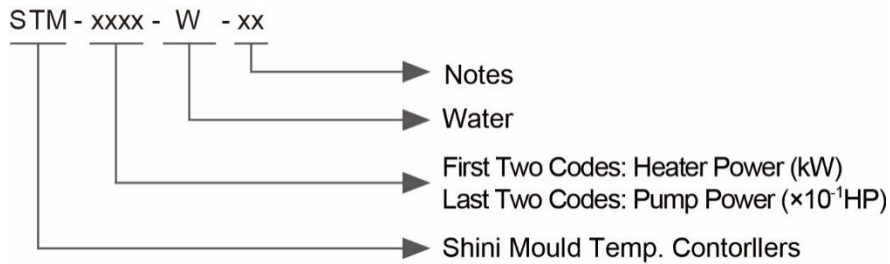 STM - xxxx - W - xx
Notes
Water
First Two Codes: Heater Power (kW)
Last Two Codes: Pump Power (×10⁻¹HP)
Shini Mould Temp. Contorllers